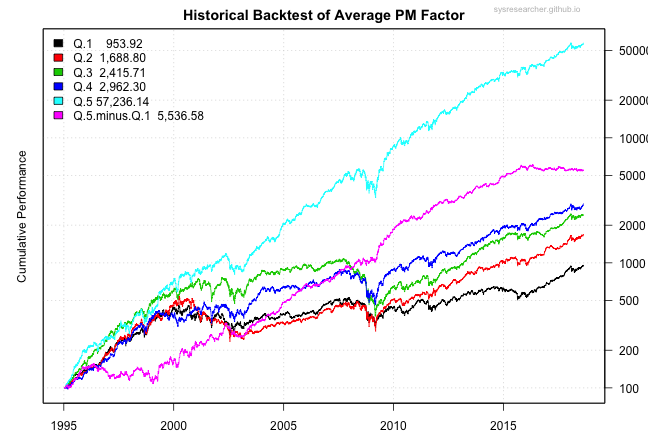 Historical Backtest of Average PM Factor
sysresearcher.github.io
Q.1 953.92
Q.2 1,688.80
Q.3 2,415.71
Q.4 2,962.30
Q.5 57,236.14
Q.5.minus.Q.1 5,536.58
Cumulative Performance
50000
20000
10000
5000
2000
1000
500
200
100
1995 2000 2005 2010 2015